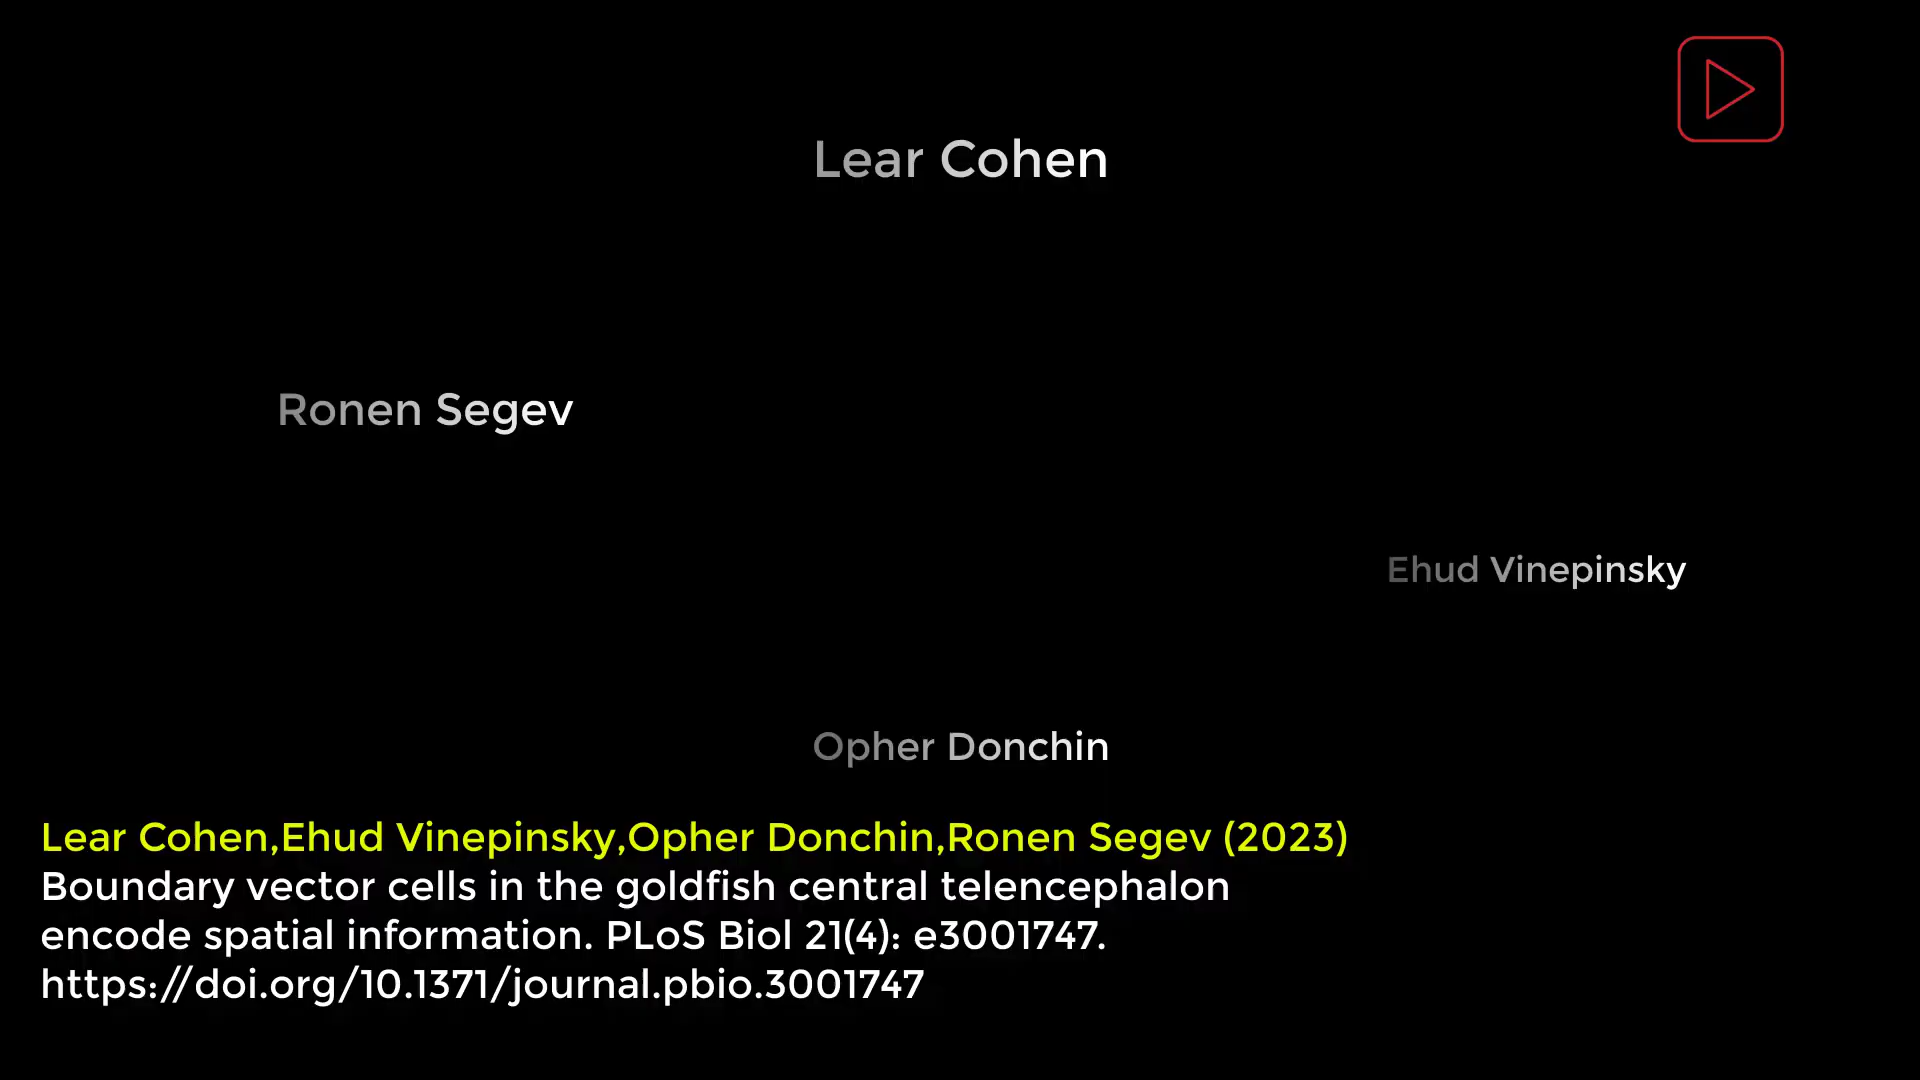 Lear Cohen
Ronen Segev
Ehud Vinepinsky
Opher Donchin
Lear Cohen,Ehud Vinepinsky,Opher Donchin,Ronen Segev (2023)
Boundary vector cells in the goldfish central telencephalon
encode spatial information. PLoS Biol 21(4): e3001747.
https://doi.org/10.1371/journal.pbio.3001747